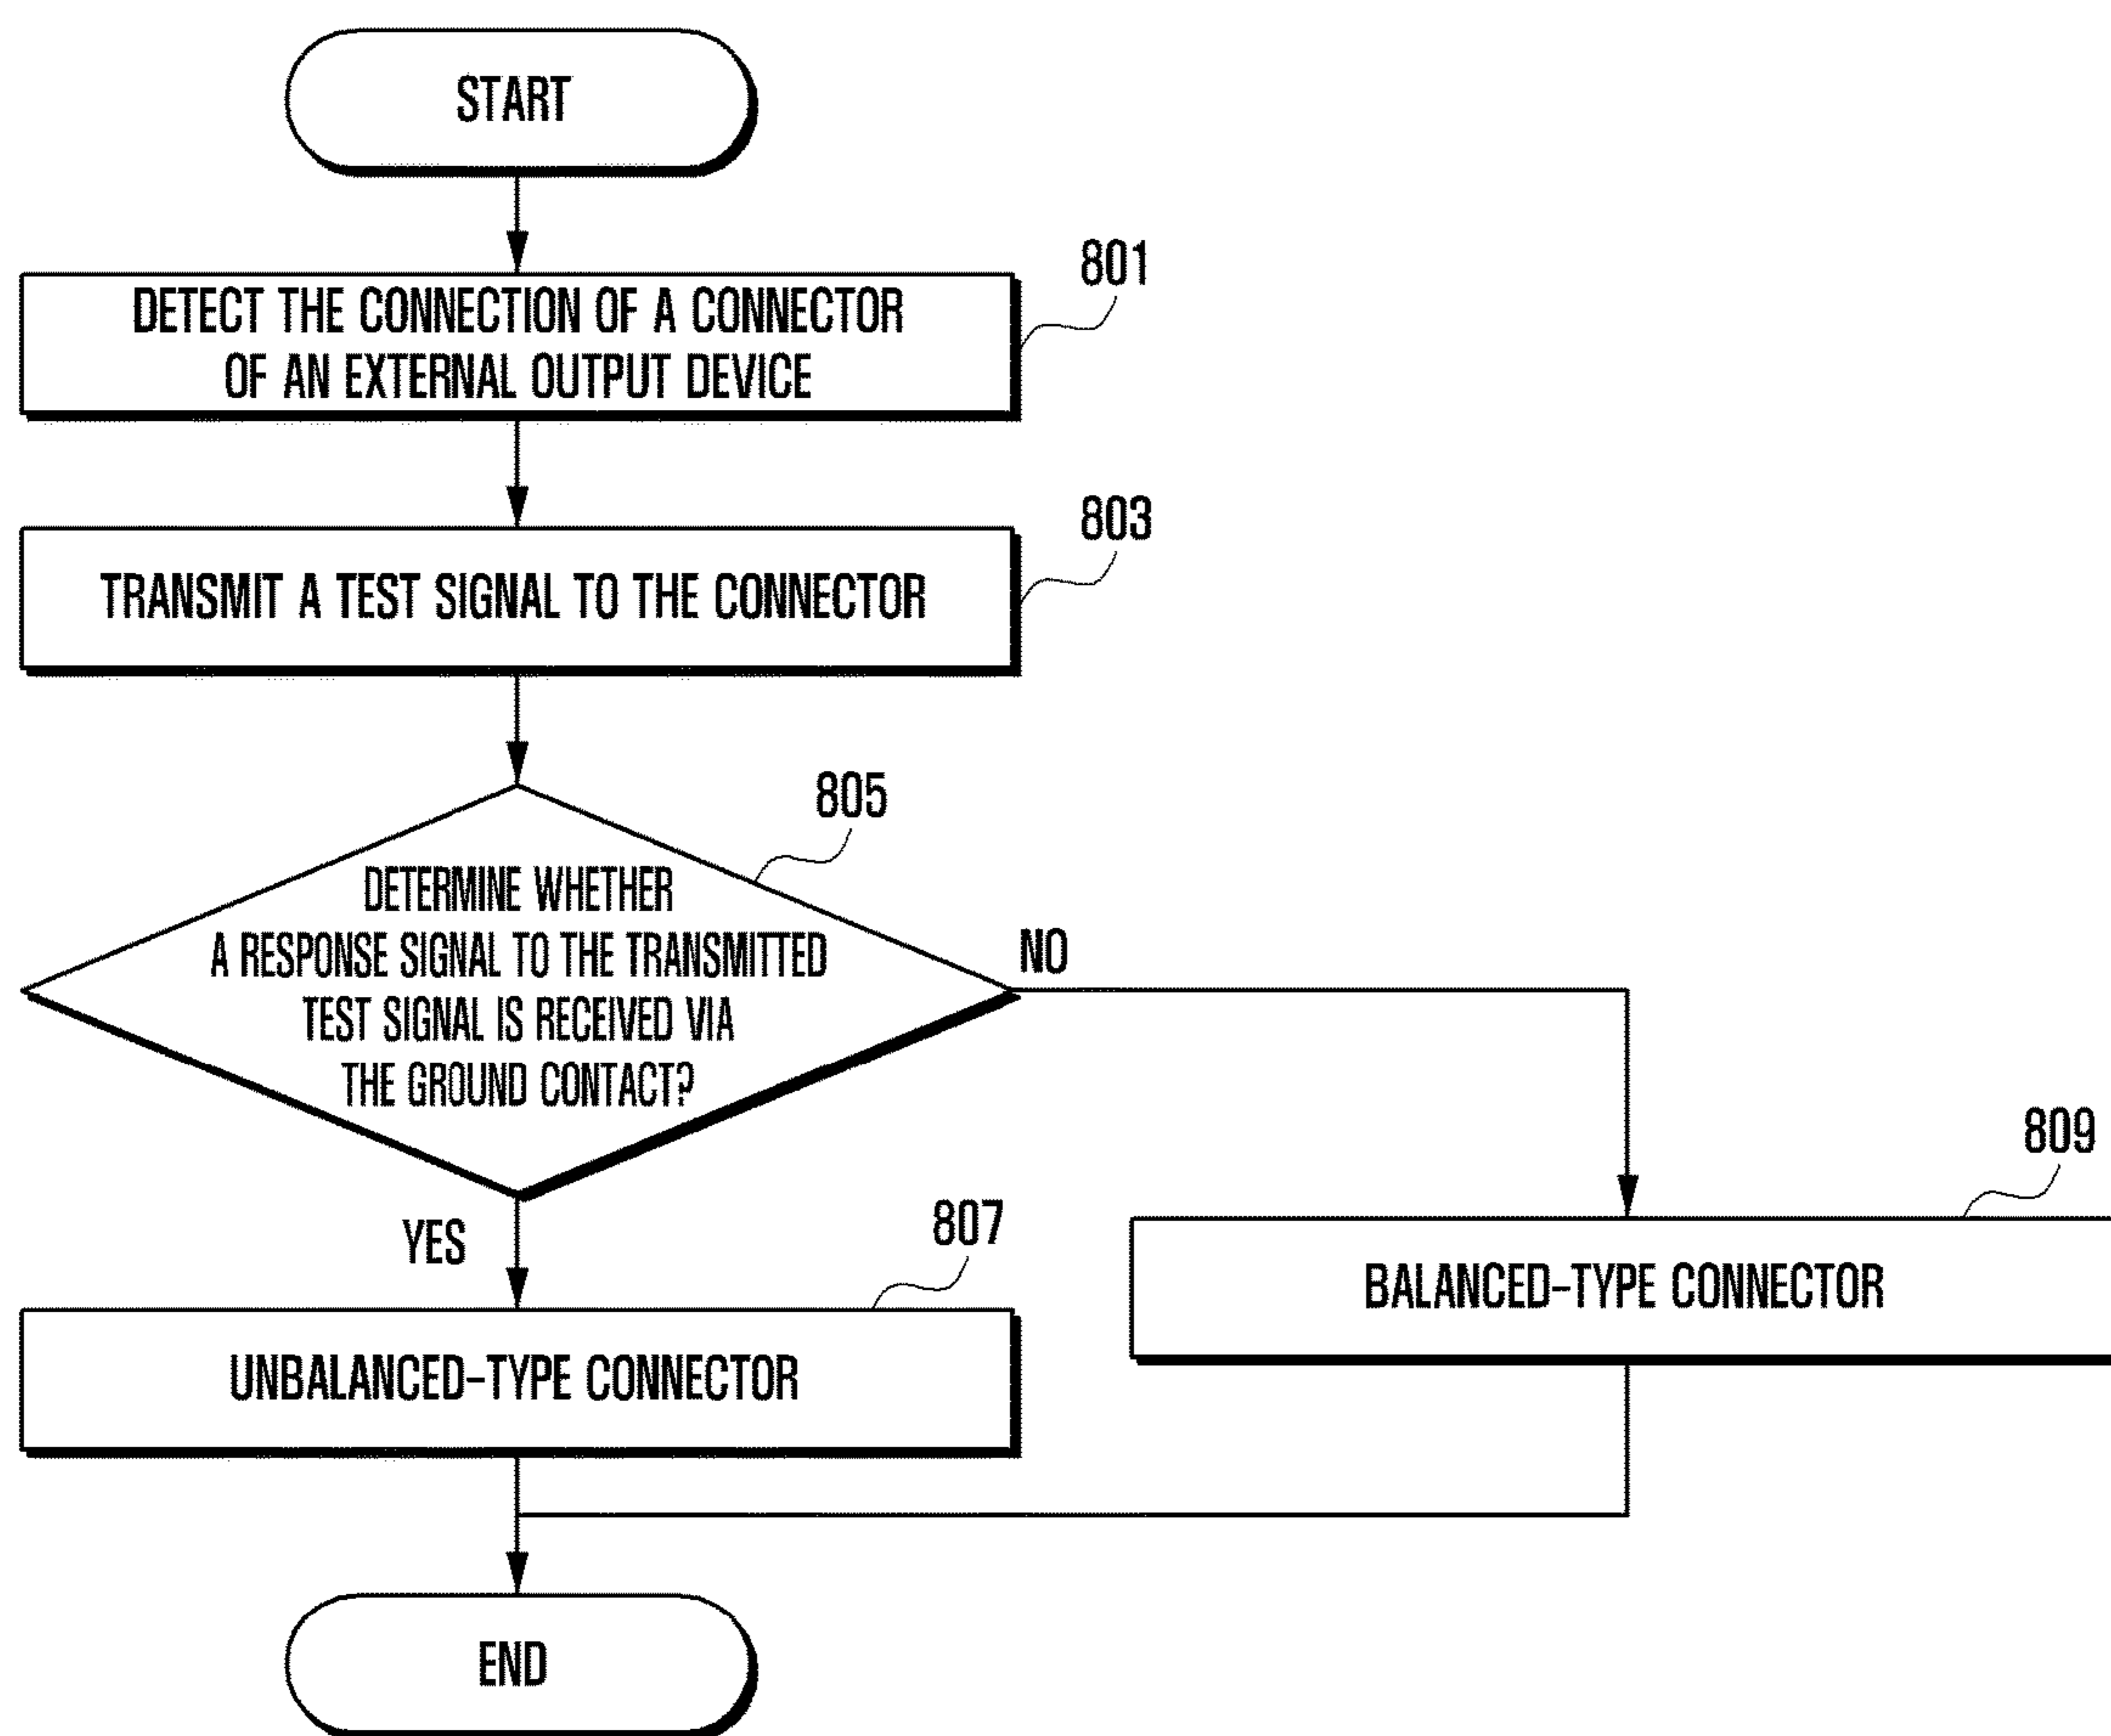 START
801
DETECT THE CONNECTION OF A CONNECTOR
OF AN EXTERNAL OUTPUT DEVICE
803
TRANSMIT A TEST SIGNAL TO THE CONNECTOR
805
DETERMINE WHETHER
A RESPONSE SIGNAL TO THE TRANSMITTED
TEST SIGNAL IS RECEIVED VIA
THE GROUND CONTACT?
NO
YES
807
UNBALANCED-TYPE CONNECTOR
809
BALANCED-TYPE CONNECTOR
END